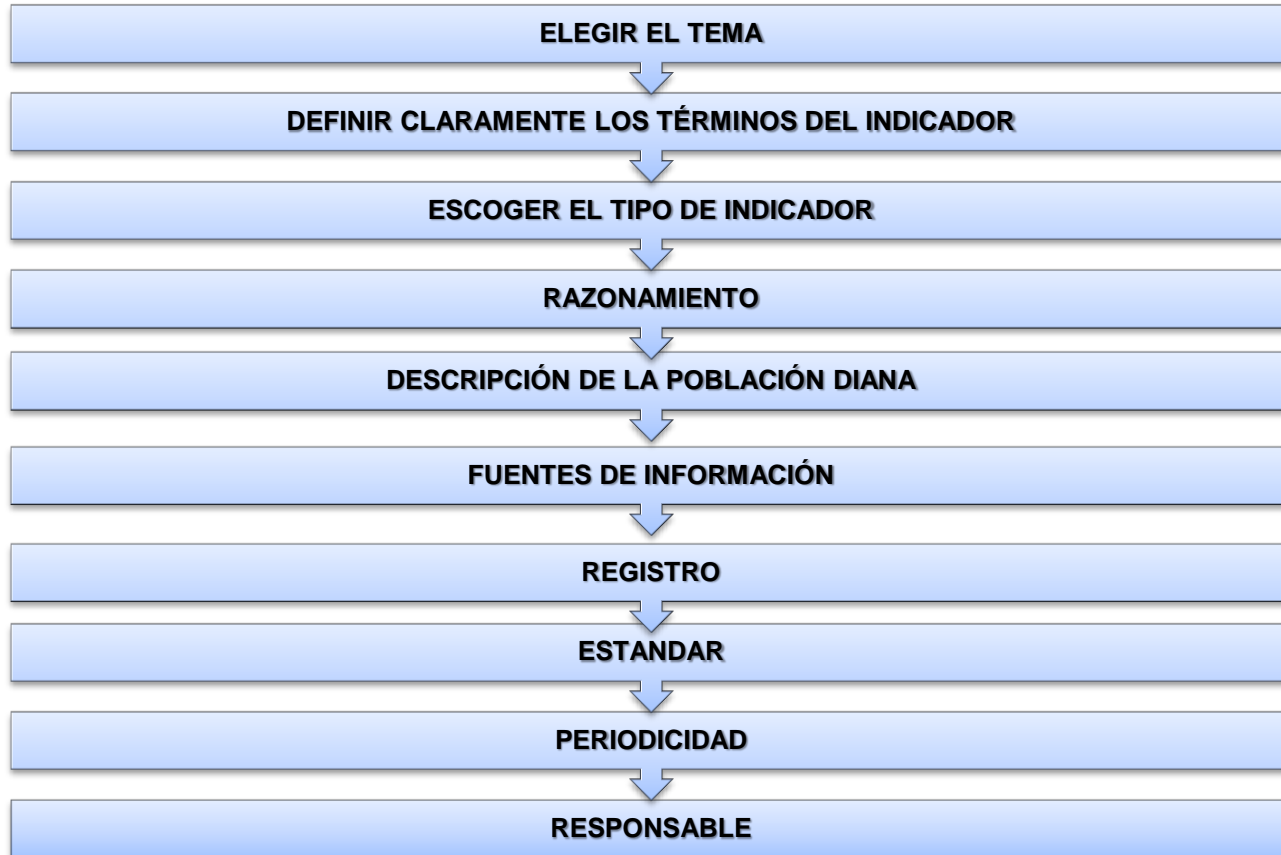 ELEGIR EL TEMA
DEFINIR CLARAMENTE LOS TÉRMINOS DEL INDICADOR
ESCOGER EL TIPO DE INDICADOR
RAZONAMIENTO
DESCRIPCIÓN DE LA POBLACIÓN DIANA
FUENTES DE INFORMACIÓN
REGISTRO
ESTANDAR
PERIODICIDAD
RESPONSABLE